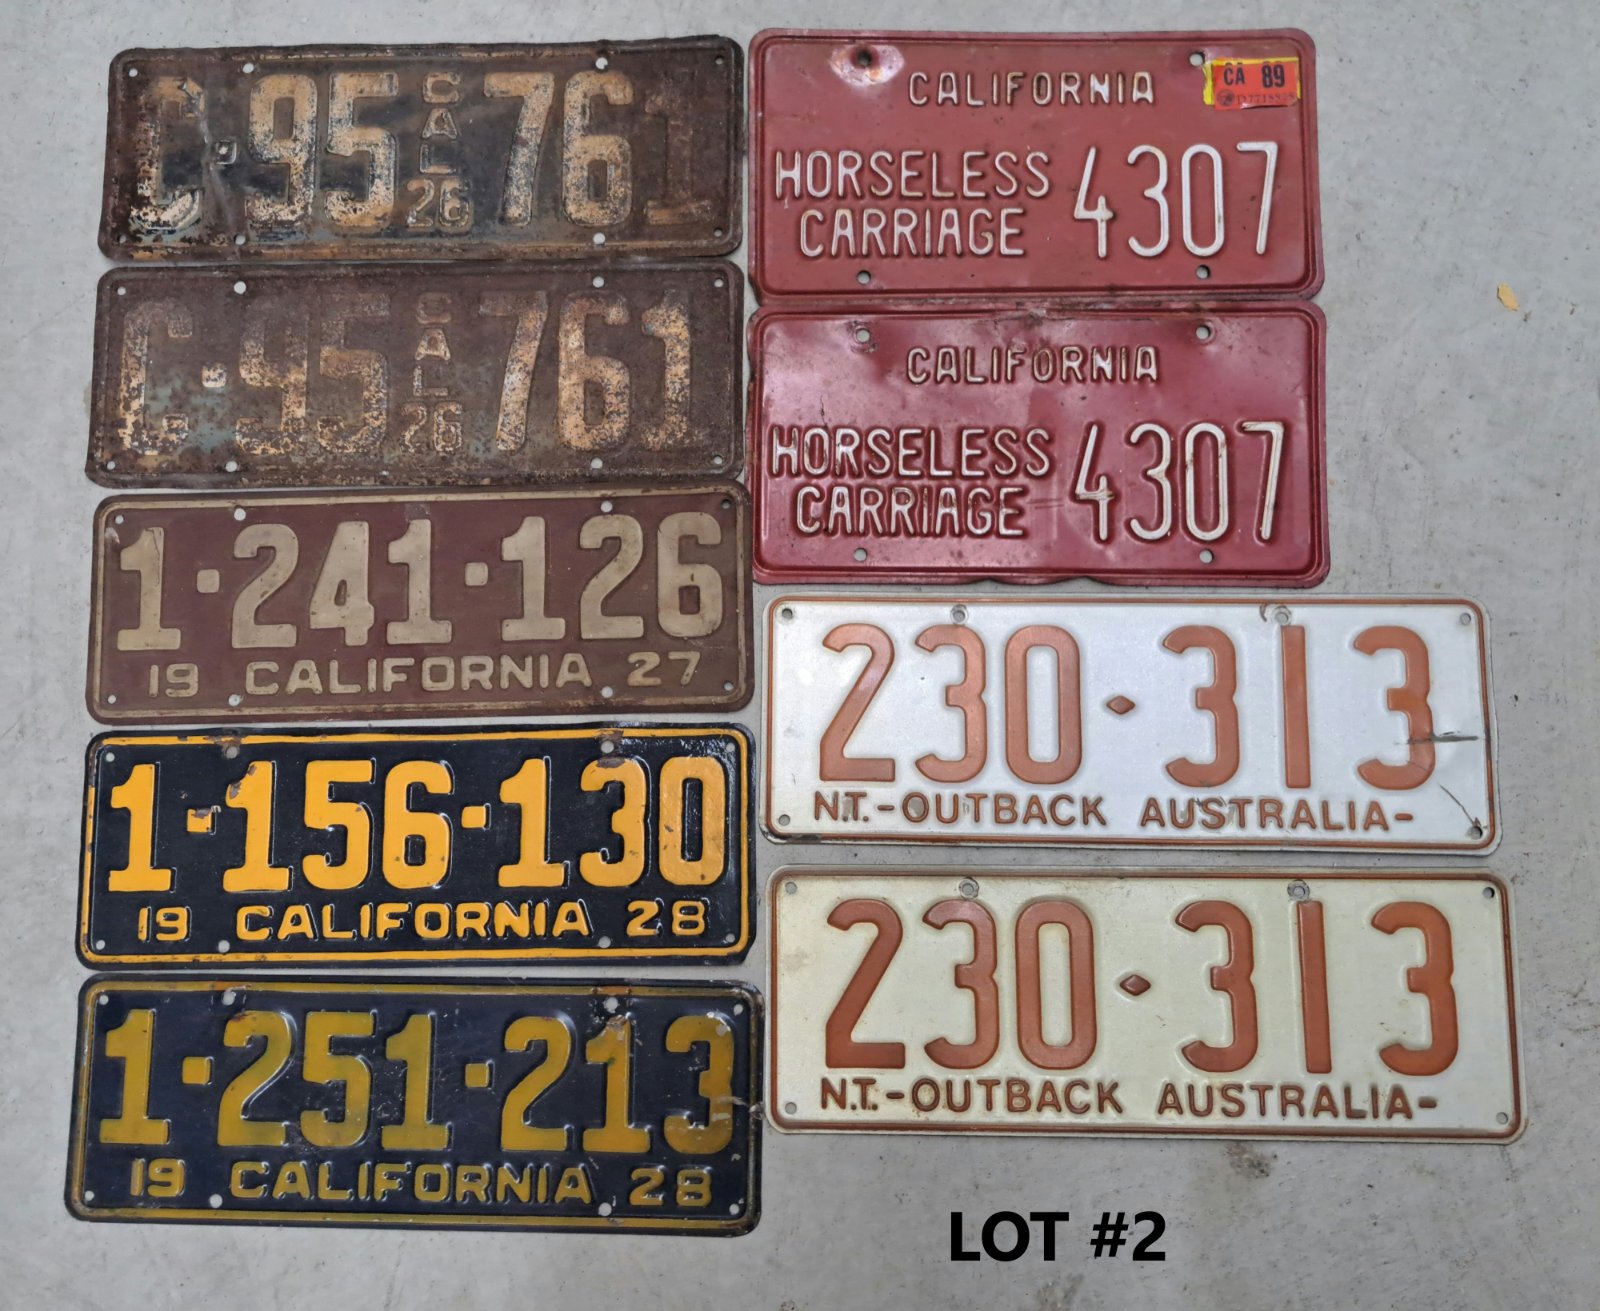 C·95 CAL 26 761
C·95 CAL 26 761
1·241·126
19 CALIFORNIA 27
1·156·130
19 CALIFORNIA 28
1·251·213
19 CALIFORNIA 28
CALIFORNIA
CA 89
HORSELESS
CARRIAGE
4307
CALIFORNIA
HORSELESS
CARRIAGE
4307
230·313
N.T.-OUTBACK AUSTRALIA-
230·313
N.T.-OUTBACK AUSTRALIA-
LOT #2